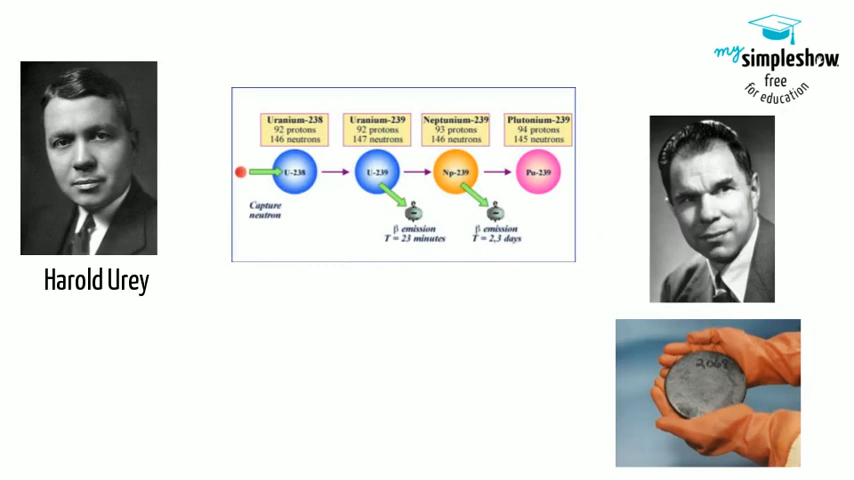 my simpleshow
free
for education
Uranium-238
92 protons
146 neutrons
Uranium-239
92 protons
147 neutrons
Neptunium-239
93 protons
146 neutrons
Plutonium-239
94 protons
145 neutrons
U-238
U-239
Np-239
Pu-239
Capture
neutron
β emission
T = 23 minutes
β emission
T = 2,3 days
Harold Urey
2068